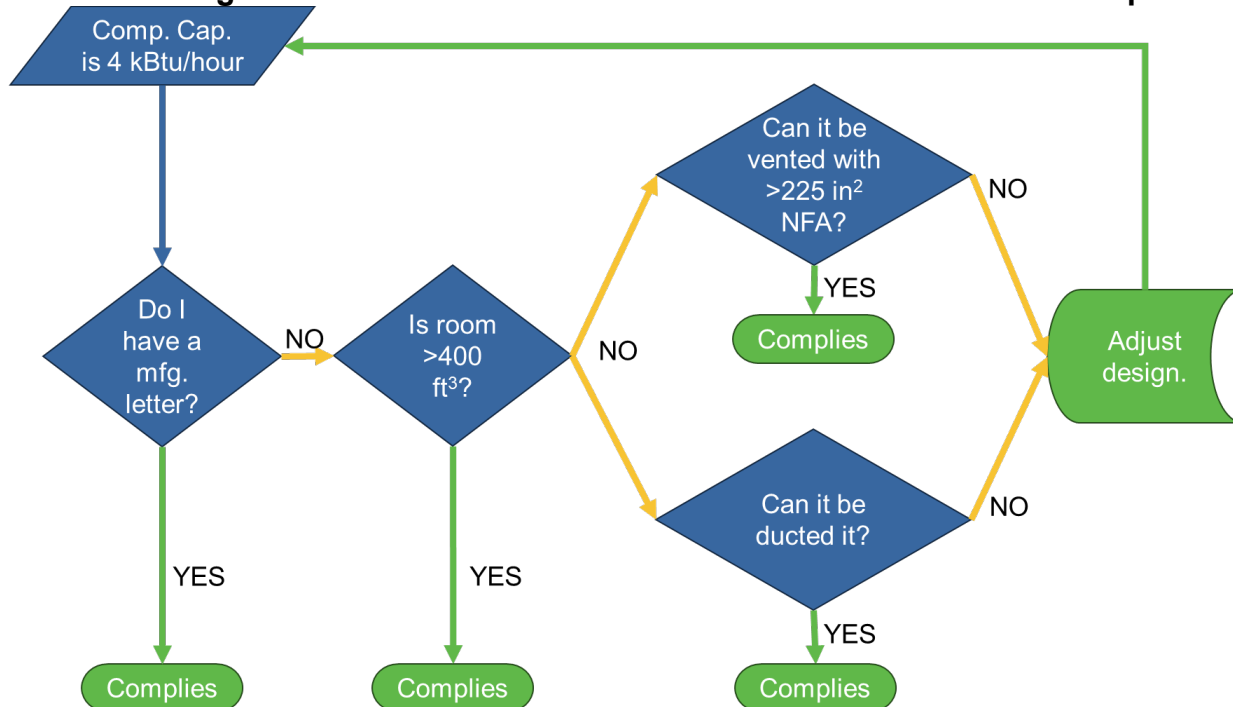 Comp. Cap.
is 4 kBtu/hour
Can it be
vented with
>225 in²
NFA?
NO
YES
Complies
Do I
have a
mfg.
letter?
NO
Is room
>400
ft³?
NO
Adjust
design.
Can it be
ducted it?
NO
YES
YES
YES
Complies
Complies
Complies